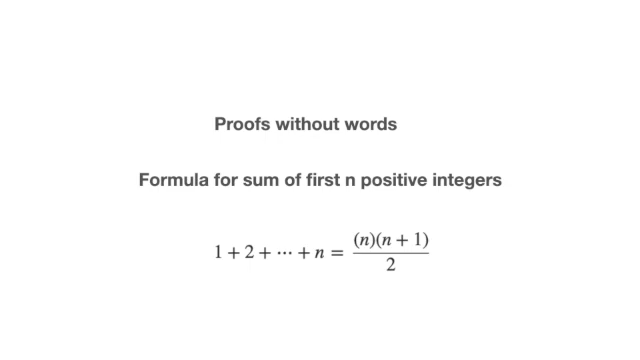 Proofs without words
Formula for sum of first n positive integers
1 + 2 + ⋯ + n = (n)(n + 1) / 2